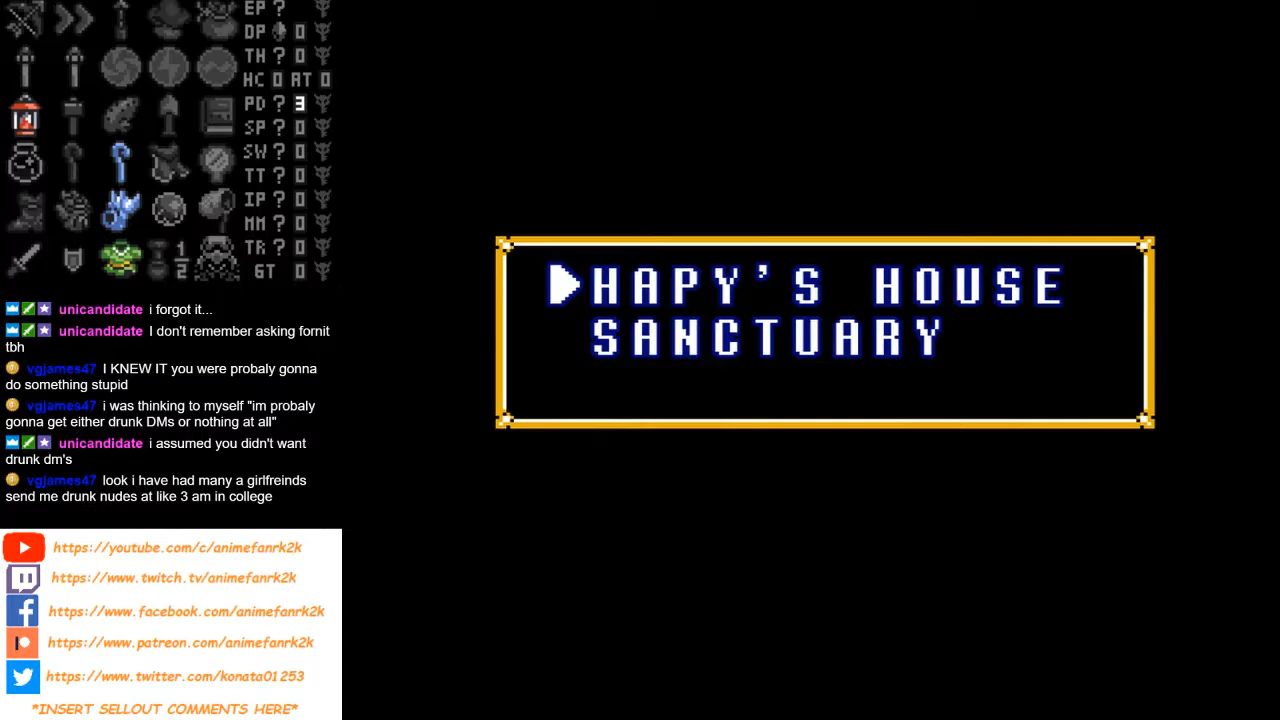 EP ?
DP 0
TH ? 0
HC 0 AT 0
PD ? 3
SP ? 0
SW ? 0
TT ? 0
IP ? 0
MM ? 0
TR ? 0
GT 0
1
2
HAPY'S HOUSE
SANCTUARY
unicandidate i forgot it...
unicandidate I don't remember asking fornit
tbh
vgjames47 I KNEW IT you were probaly gonna
do something stupid
vgjames47 i was thinking to myself "im probaly
gonna get either drunk DMs or nothing at all"
unicandidate i assumed you didn't want
drunk dm's
vgjames47 look i have had many a girlfreinds
send me drunk nudes at like 3 am in college
https://youtube.com/c/animefanrk2k
https://www.twitch.tv/animefanrk2k
https://www.facebook.com/animefanrk2k
https://www.patreon.com/animefanrk2k
https://www.twitter.com/konata01253
*INSERT SELLOUT COMMENTS HERE*